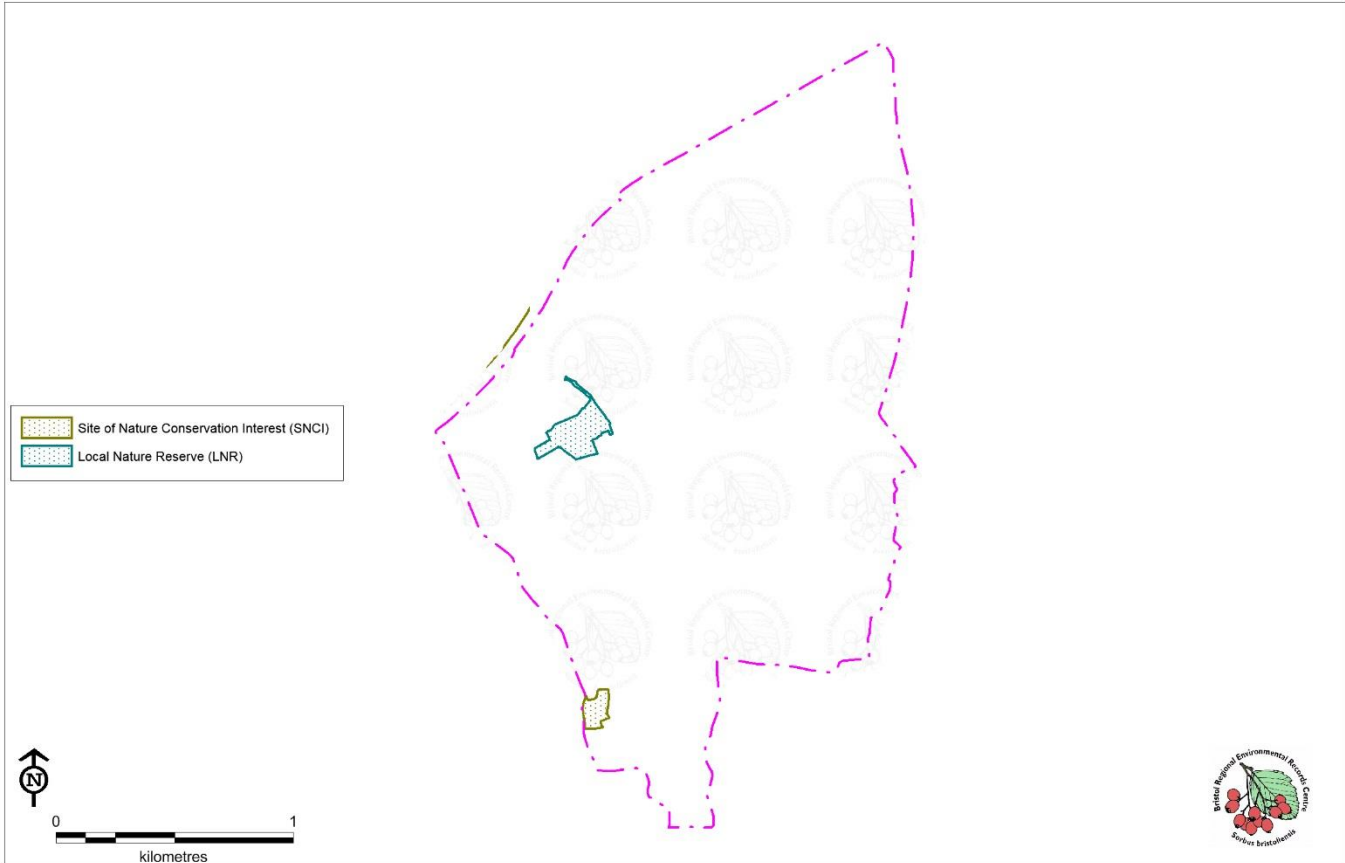 Site of Nature Conservation Interest (SNCI)
Local Nature Reserve (LNR)
N
0 1
kilometres
Bristol Regional Environmental Records Centre
Sorbus bristoliensis